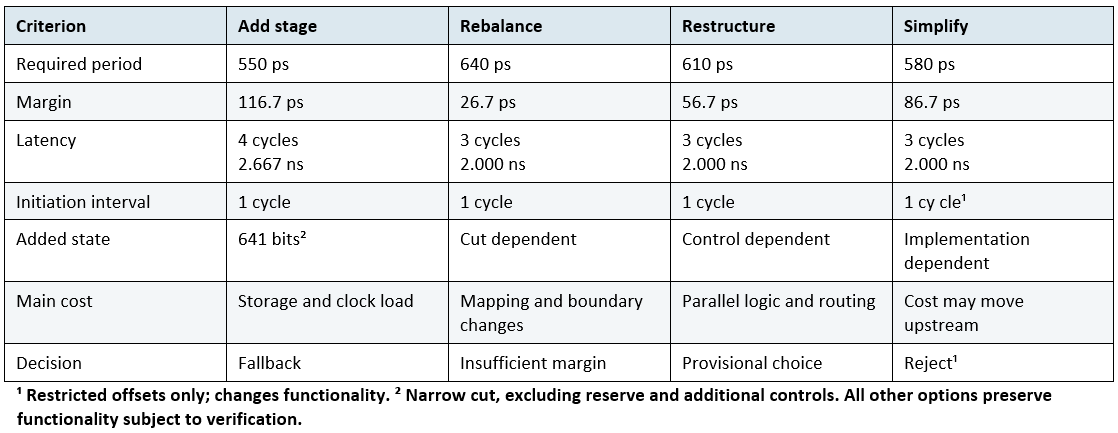 Criterion Add stage Rebalance Restructure Simplify
Required period 550 ps 640 ps 610 ps 580 ps
Margin 116.7 ps 26.7 ps 56.7 ps 86.7 ps
Latency 4 cycles 3 cycles 3 cycles 3 cycles
2.667 ns 2.000 ns 2.000 ns 2.000 ns
Initiation interval 1 cycle 1 cycle 1 cycle 1 cy cle¹
Added state 641 bits² Cut dependent Control dependent Implementation
dependent
Main cost Storage and clock load Mapping and boundary Parallel logic and routing Cost may move
changes upstream
Decision Fallback Insufficient margin Provisional choice Reject¹
¹ Restricted offsets only; changes functionality. ² Narrow cut, excluding reserve and additional controls. All other options preserve
functionality subject to verification.